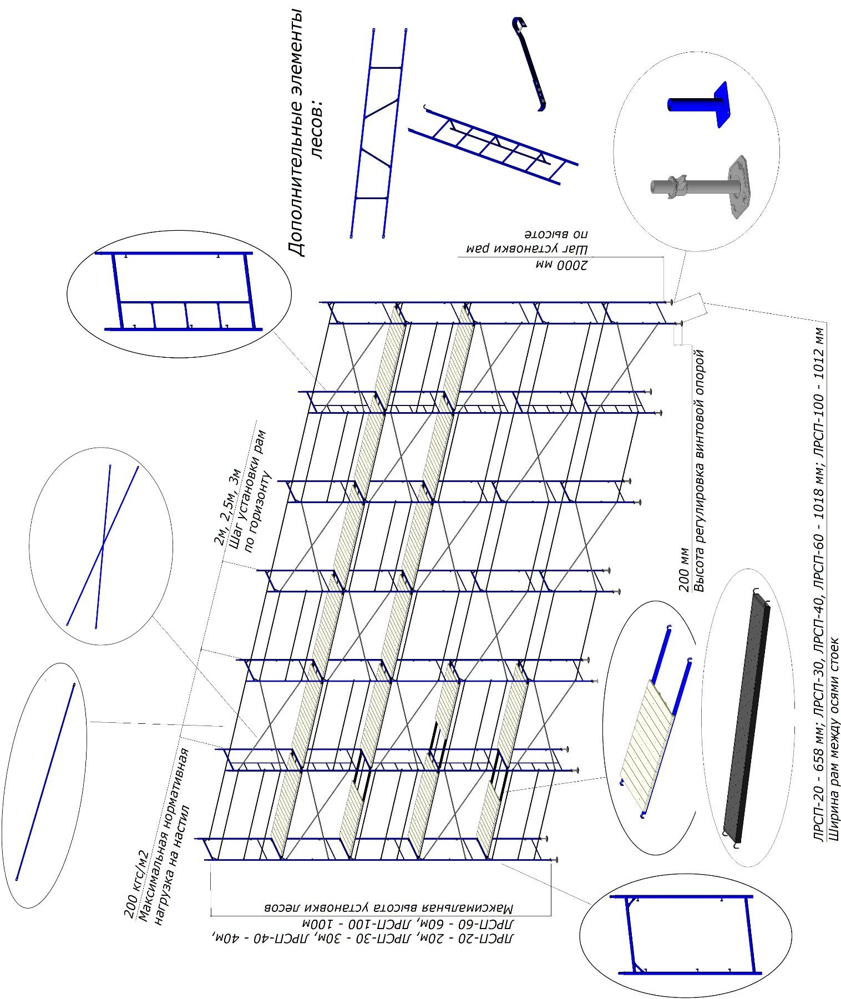 Дополнительные элементы
лесов:
2000 мм
Шаг установки рам
по высоте
2м, 2,5м, 3м
Шаг установки рам
по горизонту
200 кгс/м2
Максимальная нормативная
нагрузка на настил
200 мм
Высота регулировка винтовой опорой
ЛРСП-20 - 658 мм; ЛРСП-30, ЛРСП-40, ЛРСП-60 - 1018 мм; ЛРСП-100 - 1012 мм
Ширина рам между осями стоек
ЛРСП-20 - 20м, ЛРСП-30 - 30м, ЛРСП-40 - 40м,
ЛРСП-60 - 60м, ЛРСП-100 - 100м
Максимальная высота установки лесов